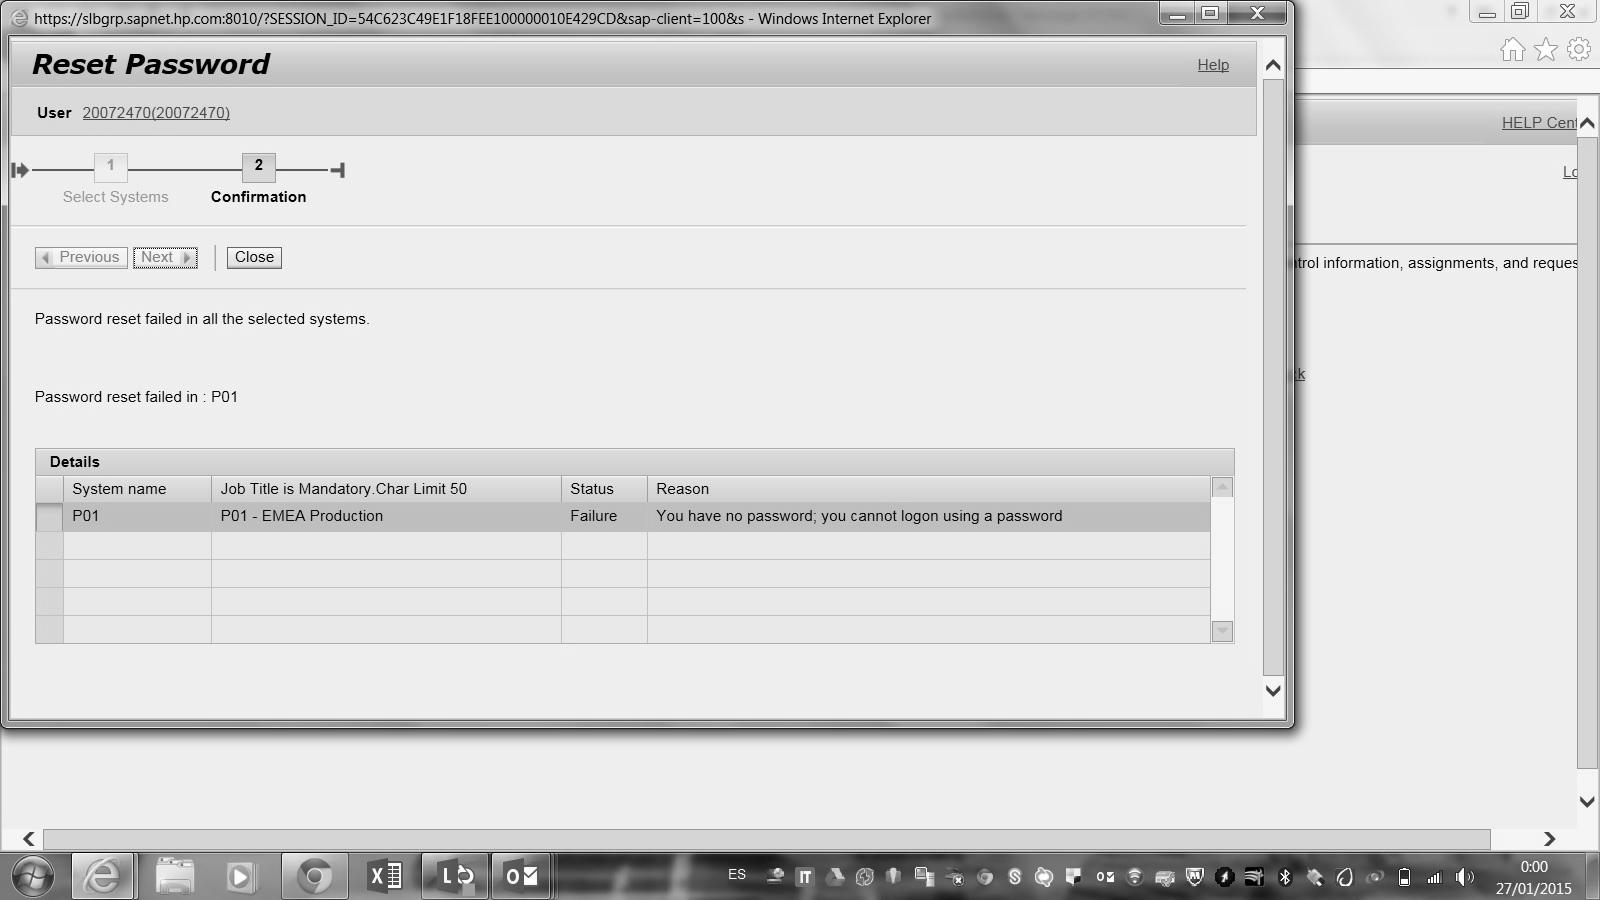 https://slbgrp.sapnet.hp.com:8010/?SESSION_ID=54C623C49E1F18FEE100000010E429CD&sap-client=100&s - Windows Internet Explorer
Reset Password
Help
User 20072470(20072470)
HELP Cent
1
2
Select Systems
Confirmation
Lo
Previous
Next
Close
trol information, assignments, and reques
Password reset failed in all the selected systems.
k
Password reset failed in : P01
Details
System name
Job Title is Mandatory.Char Limit 50
Status
Reason
P01
P01 - EMEA Production
Failure
You have no password; you cannot logon using a password
ES
0:00
27/01/2015